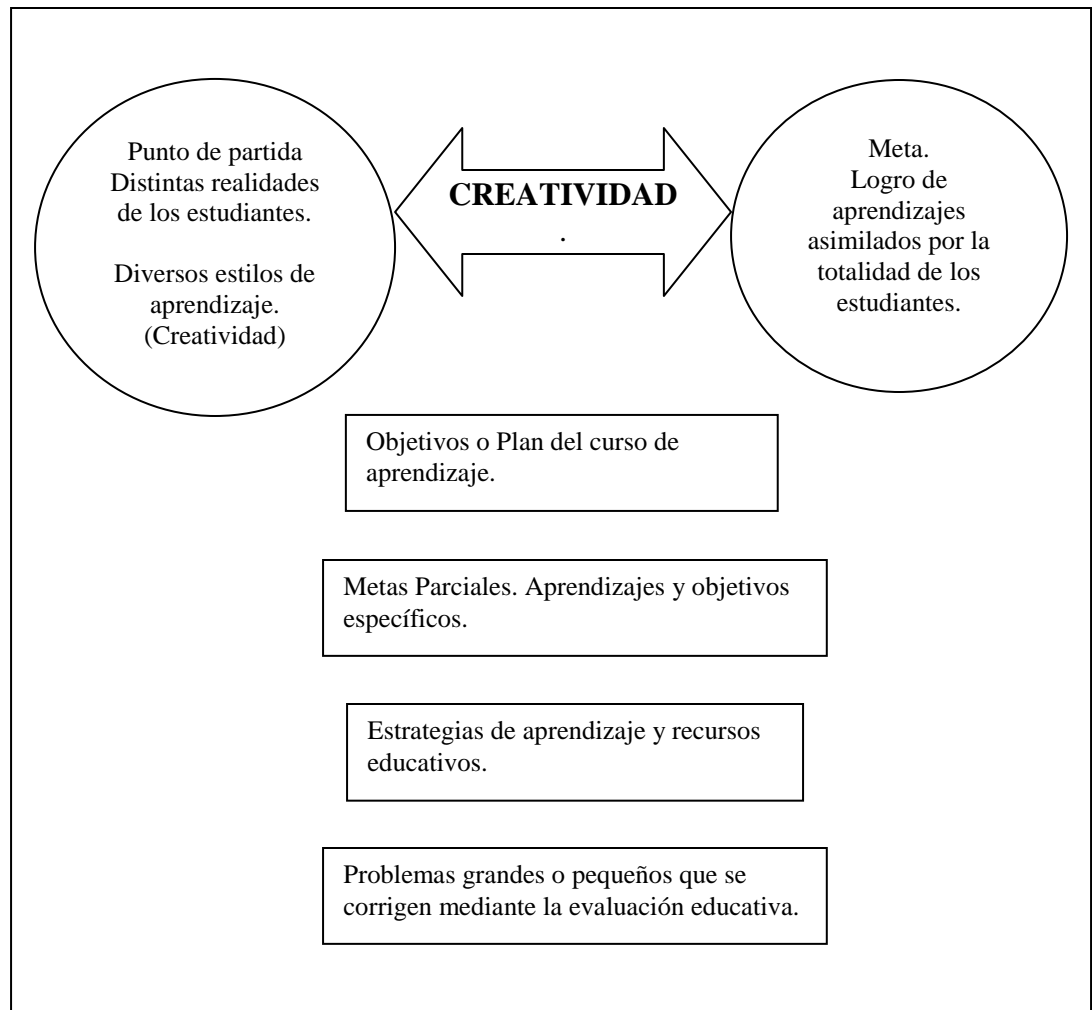 Punto de partida
Distintas realidades
de los estudiantes.
Diversos estilos de
aprendizaje.
(Creatividad)
CREATIVIDAD
.
Meta.
Logro de
aprendizajes
asimilados por la
totalidad de los
estudiantes.
Objetivos o Plan del curso de
aprendizaje.
Metas Parciales. Aprendizajes y objetivos
específicos.
Estrategias de aprendizaje y recursos
educativos.
Problemas grandes o pequeños que se
corrigen mediante la evaluación educativa.